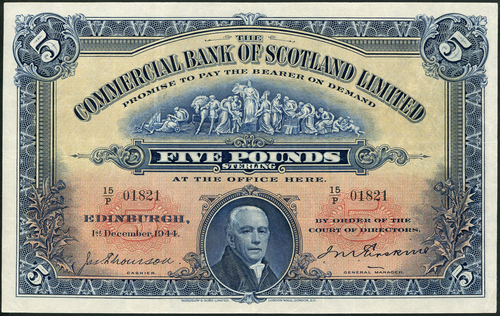 5 THE 5
COMMERCIAL BANK OF SCOTLAND LIMITED
PROMISE TO PAY THE BEARER ON DEMAND
FIVE POUNDS
STERLING
AT THE OFFICE HERE.
15/P 01821 15/P 01821
EDINBURGH, BY ORDER OF THE
1st December, 1944. COURT OF DIRECTORS.
CASHIER. GENERAL MANAGER.
5 5